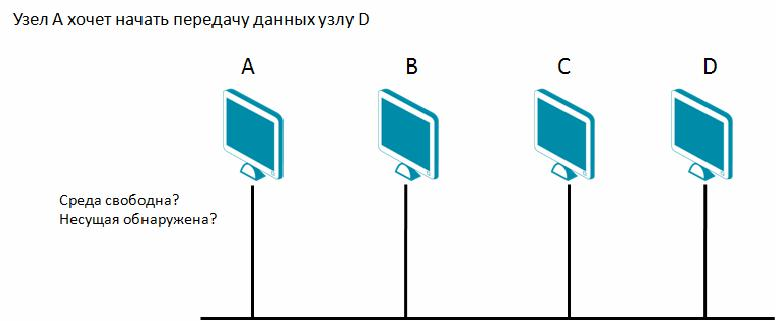 Узел А хочет начать передачу данных узлу D
A B C D
Среда свободна?
Несущая обнаружена?